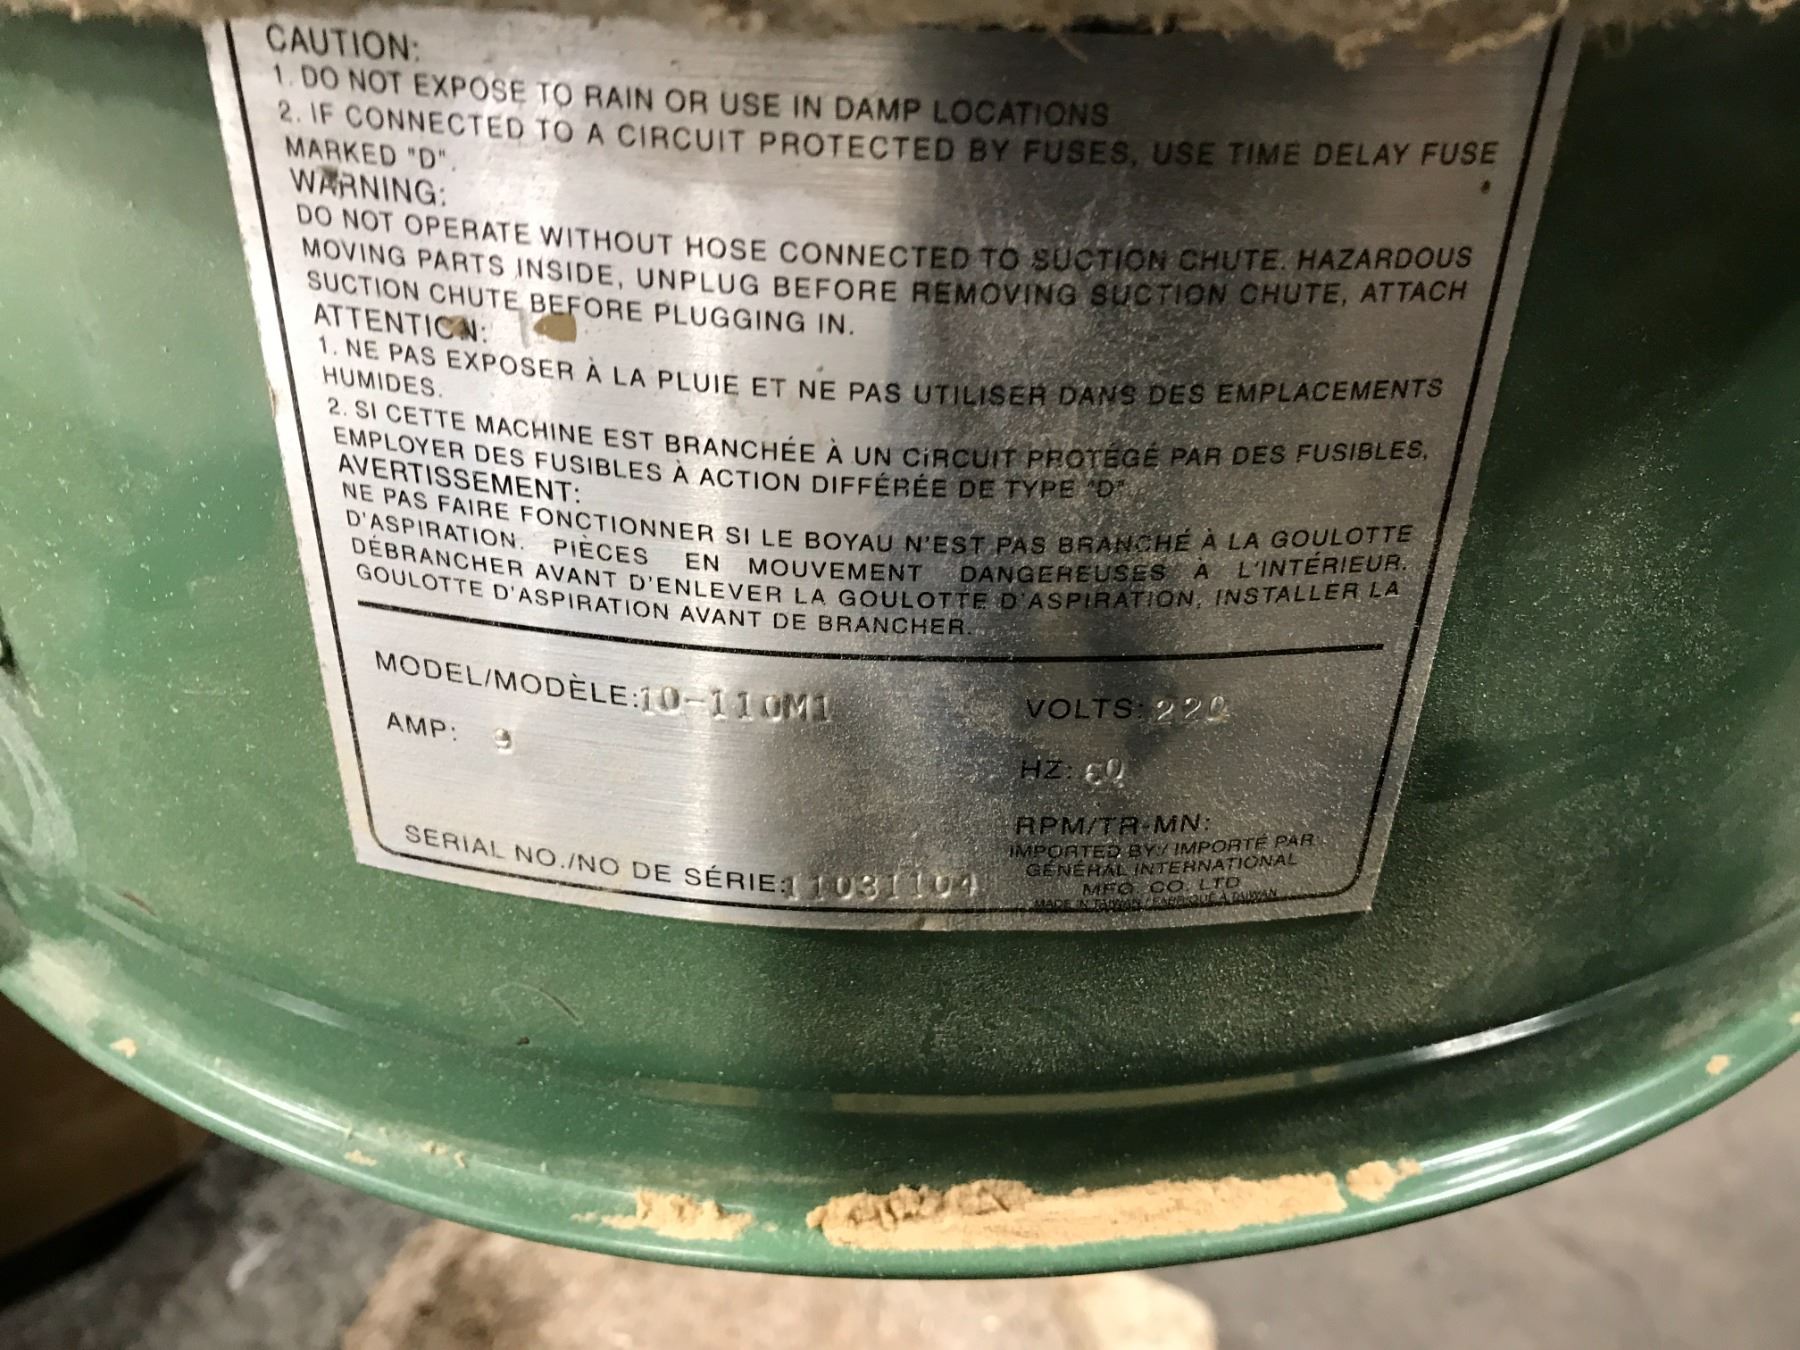 CAUTION:
1. DO NOT EXPOSE TO RAIN OR USE IN DAMP LOCATIONS
2. IF CONNECTED TO A CIRCUIT PROTECTED BY FUSES, USE TIME DELAY FUSE
MARKED "D".
WARNING:
DO NOT OPERATE WITHOUT HOSE CONNECTED TO SUCTION CHUTE. HAZARDOUS
MOVING PARTS INSIDE, UNPLUG BEFORE REMOVING SUCTION CHUTE, ATTACH
SUCTION CHUTE BEFORE PLUGGING IN.
ATTENTION:
1. NE PAS EXPOSER À LA PLUIE ET NE PAS UTILISER DANS DES EMPLACEMENTS
HUMIDES.
2. SI CETTE MACHINE EST BRANCHÉE À UN CiRCUIT PROTÉGÉ PAR DES FUSIBLES,
EMPLOYER DES FUSIBLES À ACTION DIFFÉRÉE DE TYPE "D".
AVERTISSEMENT:
NE PAS FAIRE FONCTIONNER SI LE BOYAU N'EST PAS BRANCHÉ À LA GOULOTTE
D'ASPIRATION. PIÈCES EN MOUVEMENT DANGEREUSES À L'INTÉRIEUR.
DÉBRANCHER AVANT D'ENLEVER LA GOULOTTE D'ASPIRATION, INSTALLER LA
GOULOTTE D'ASPIRATION AVANT DE BRANCHER.
MODEL/MODÈLE:10-110M1
VOLTS: 220
AMP: 9
HZ: 60
RPM/TR-MN:
SERIAL NO./NO DE SÉRIE:11031104
IMPORTED BY / IMPORTÉ PAR
GÉNÉRAL INTERNATIONAL
MFG. CO. LTD
MADE IN TAIWAN / FABRIQUÉ À TAIWAN